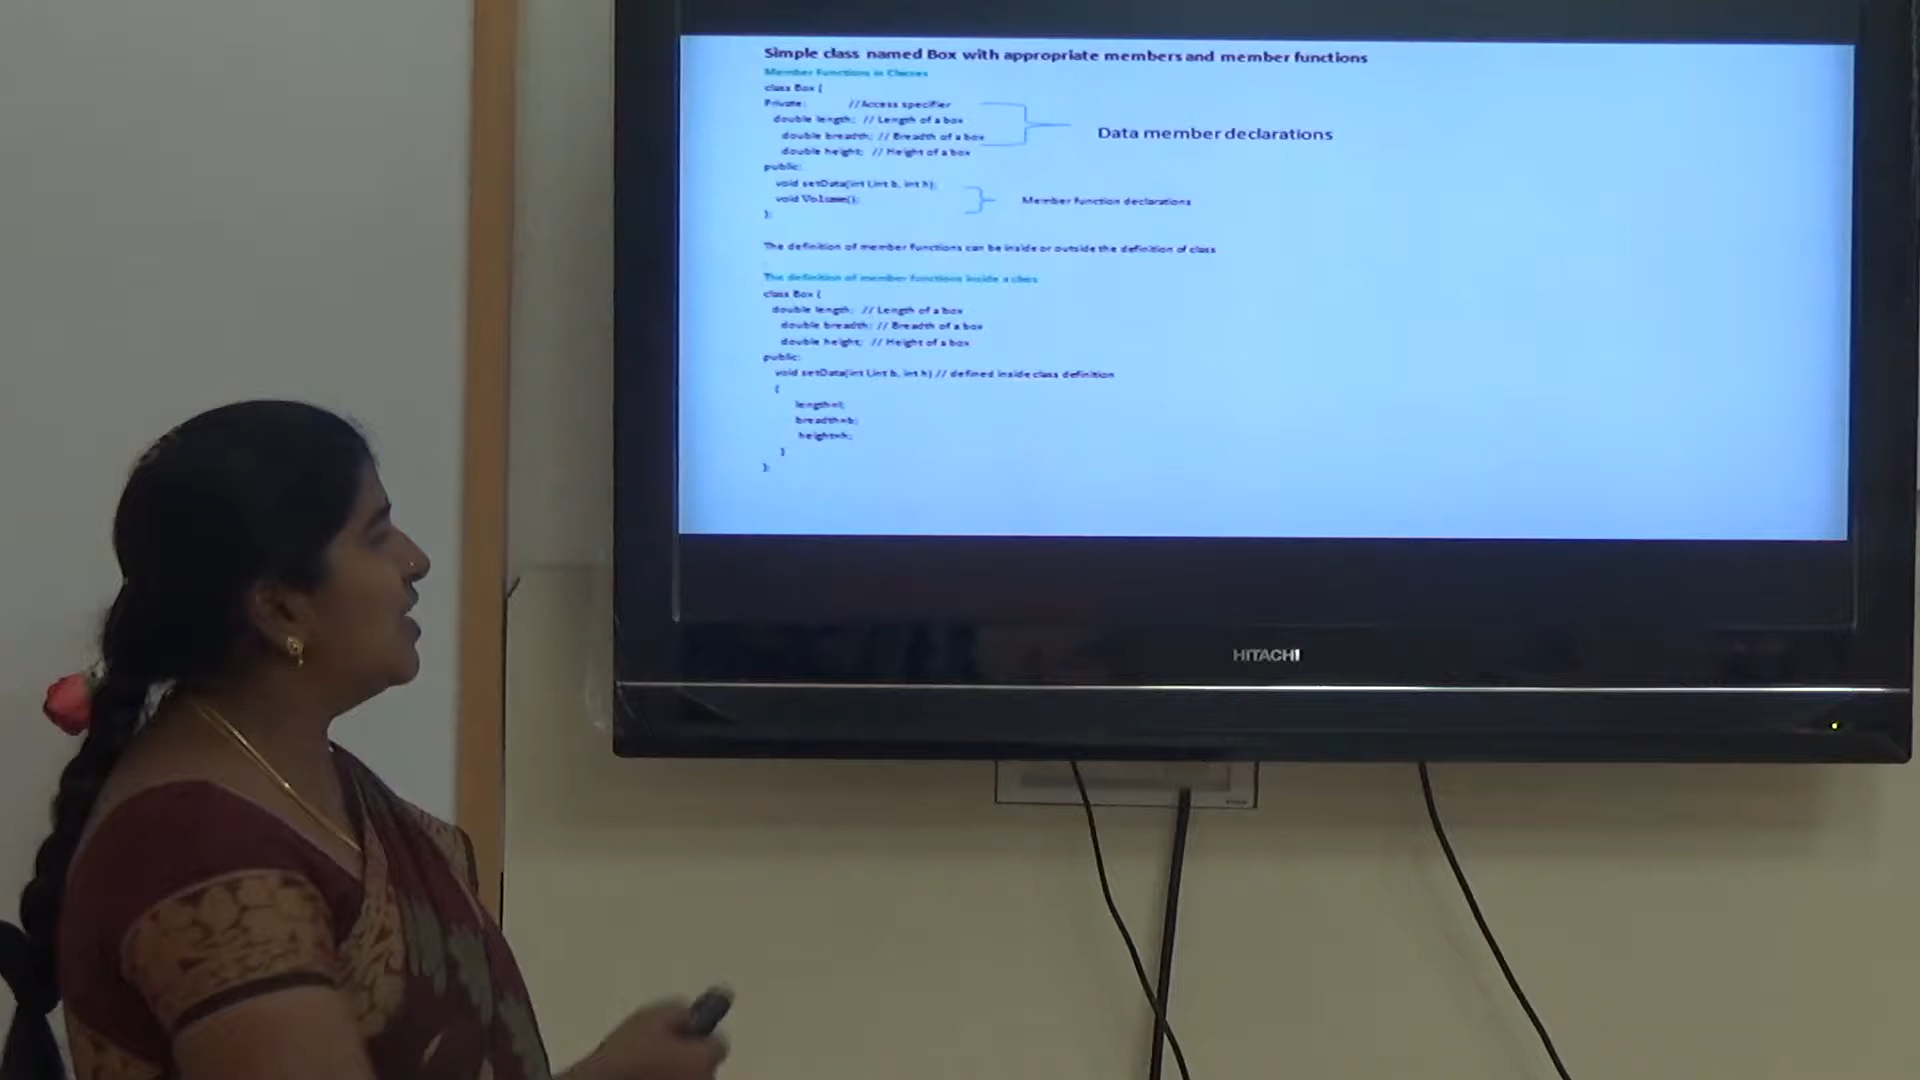 Simple class named Box with appropriate members and member functions
Member Functions in Classes
class Box {
Private: //Access specifier
double length; // Length of a box
double breadth; // Breadth of a box
double height; // Height of a box
Data member declarations
public:
void setData(int l,int b, int h);
void Volume();
Member function declarations
};
The definition of member functions can be inside or outside the definition of class
The definition of member functions inside a class
class Box {
double length; // Length of a box
double breadth; // Breadth of a box
double height; // Height of a box
public:
void setData(int l,int b, int h) // defined inside class definition
{
length=l;
breadth=b;
height=h;
}
};
HITACHI